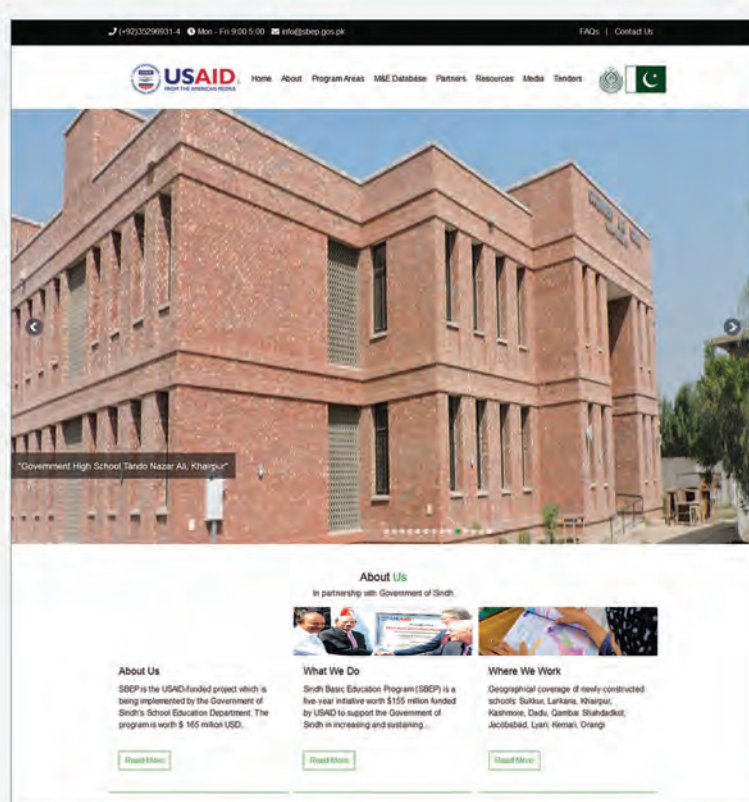 (+92)35296931-4 Mon - Fri 9:00 5:00 info@sbep.gos.pk FAQs | Contact Us
USAID
FROM THE AMERICAN PEOPLE
Home About Program Areas M&E Database Partners Resources Media Tenders
"Government High School Tando Nazar Ali, Khairpur"
About Us
In partnership with Government of Sindh.
USAID
About Us
SBEP is the USAID-funded project which is
being implemented by the Government of
Sindh's School Education Department. The
program is worth $ 165 million USD,
Read More
What We Do
Sindh Basic Education Program (SBEP) is a
five-year initiative worth $155 million funded
by USAID to support the Government of
Sindh in increasing and sustaining...
Read More
Where We Work
Geographical coverage of newly constructed
schools: Sukkur, Larkana, Khairpur,
Kashmore, Dadu, Qambar Shahdadkot,
Jacobabad, Lyari, Kemari, Orangi
Read More